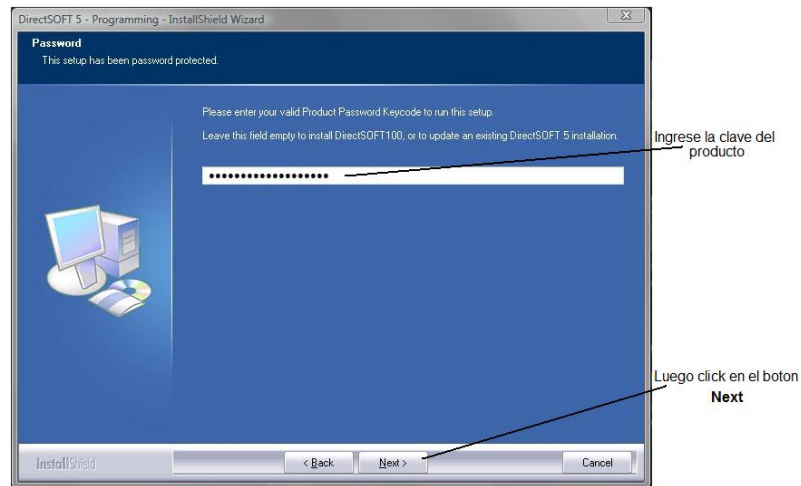 DirectSOFT 5 - Programming - InstallShield Wizard
Password
This setup has been password protected.
Please enter your valid Product Password Keycode to run this setup.
Leave this field empty to install DirectSOFT100, or to update an existing DirectSOFT 5 installation.
•••••••••••••••••••
Ingrese la clave del
producto
Luego click en el boton
Next
InstallShield
< Back
Next >
Cancel